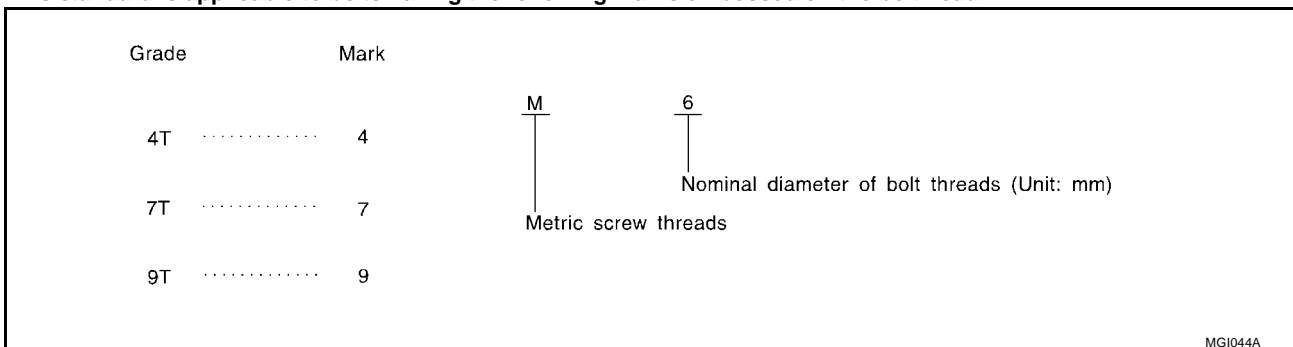 Grade Mark
M 6
4T ............. 4
Nominal diameter of bolt threads (Unit: mm)
7T ............. 7
Metric screw threads
9T ............. 9
MGI044A